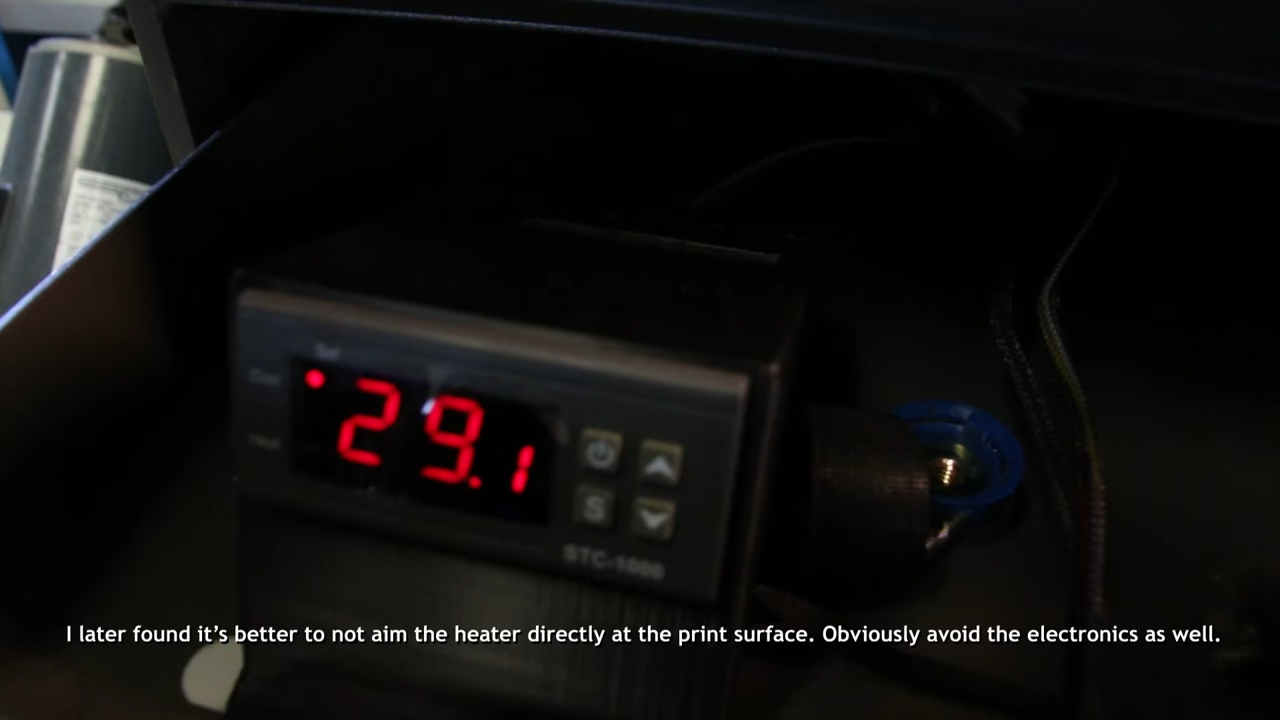 Set
Cool
Heat
29.1
S
STC-1000
I later found it’s better to not aim the heater directly at the print surface. Obviously avoid the electronics as well.